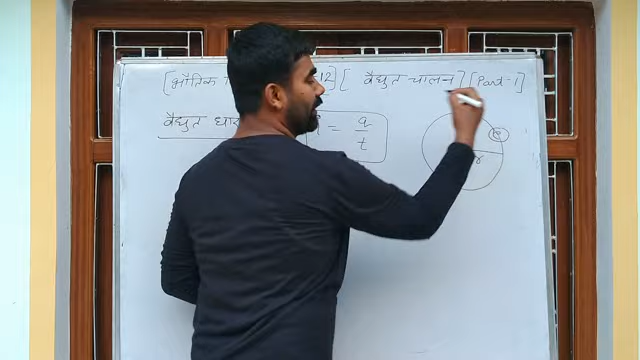 [भौतिक 12] [ वैद्युत चालन] [Part-1]
वैद्युत धा = q/t
e
r